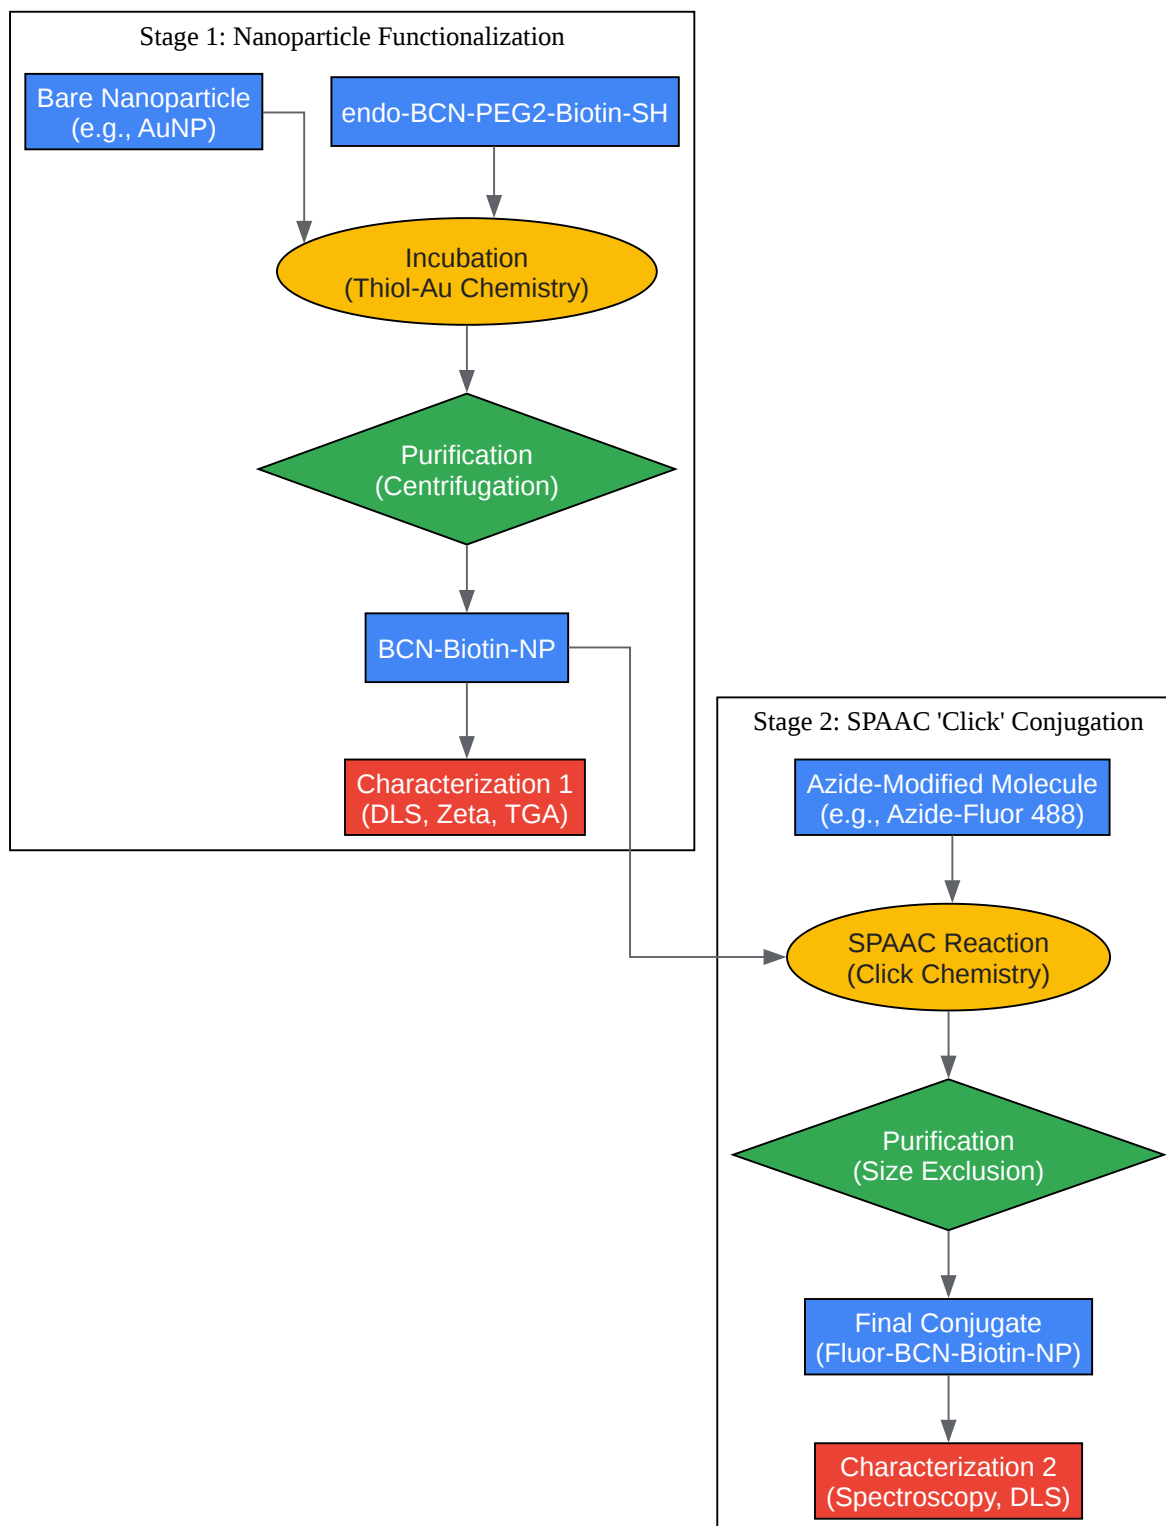 Stage 1: Nanoparticle Functionalization
Bare Nanoparticle
(e.g., AuNP)
endo-BCN-PEG2-Biotin-SH
Incubation
(Thiol-Au Chemistry)
Purification
(Centrifugation)
BCN-Biotin-NP
Characterization 1
(DLS, Zeta, TGA)
Stage 2: SPAAC 'Click' Conjugation
Azide-Modified Molecule
(e.g., Azide-Fluor 488)
SPAAC Reaction
(Click Chemistry)
Purification
(Size Exclusion)
Final Conjugate
(Fluor-BCN-Biotin-NP)
Characterization 2
(Spectroscopy, DLS)